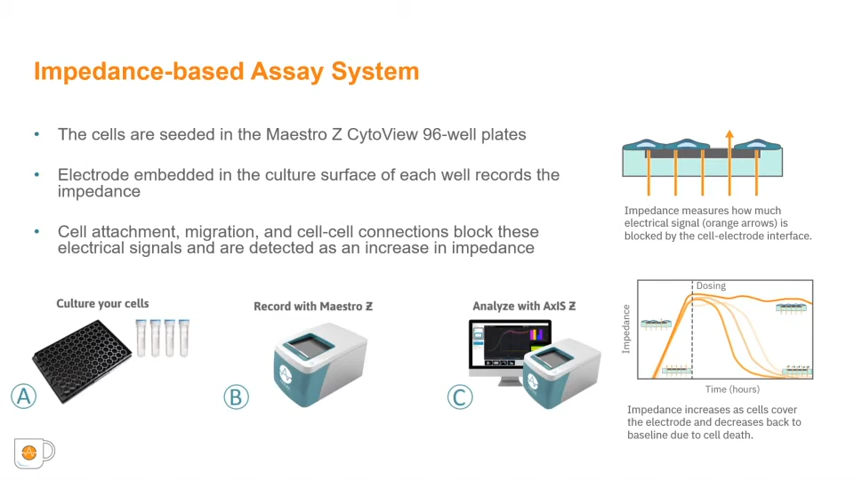 Impedance-based Assay System
• The cells are seeded in the Maestro Z CytoView 96-well plates
• Electrode embedded in the culture surface of each well records the
impedance
• Cell attachment, migration, and cell-cell connections block these
electrical signals and are detected as an increase in impedance
Impedance measures how much
electrical signal (orange arrows) is
blocked by the cell-electrode interface.
Culture your cells
A
Record with Maestro Z
B
Analyze with AxIS Z
C
Dosing
Impedance
Time (hours)
Impedance increases as cells cover
the electrode and decreases back to
baseline due to cell death.